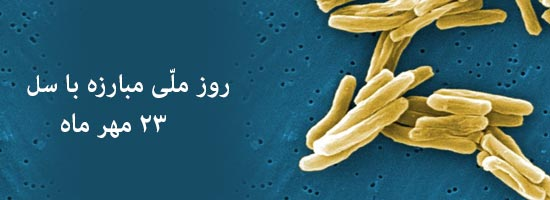 روز ملّی مبارزه با سل
۲۳ مهر ماه